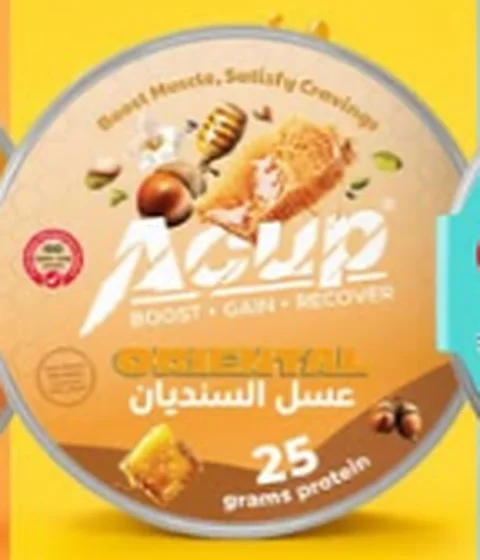 Boost Muscle, Satisfy Cravings
Acup
BOOST • GAIN • RECOVER
ORIENTAL
عسل السنديان
25
grams protein